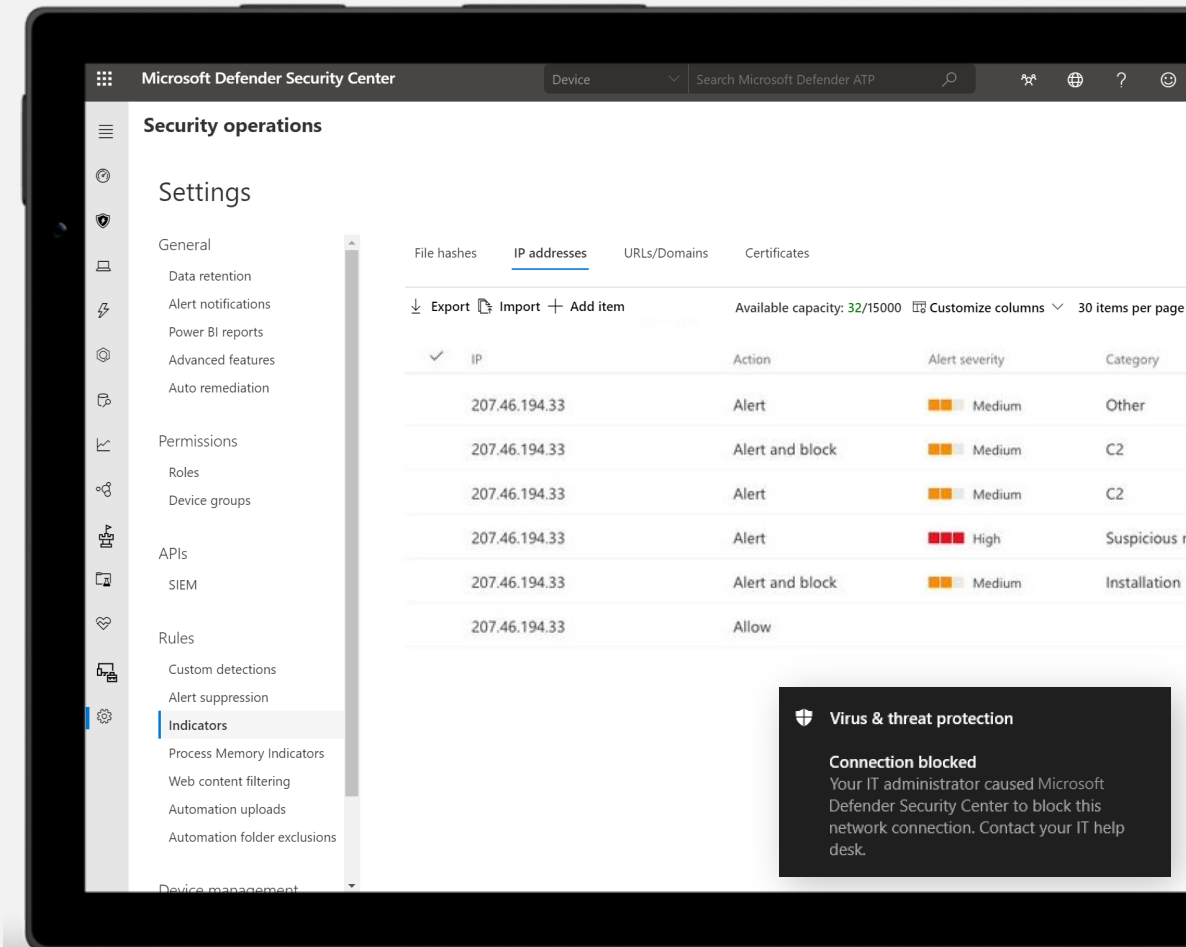 Microsoft Defender Security Center
Device
Search Microsoft Defender ATP
?
Security operations
Settings
General
Data retention
Alert notifications
Power BI reports
Advanced features
Auto remediation
Permissions
Roles
Device groups
APIs
SIEM
Rules
Custom detections
Alert suppression
Indicators
Process Memory Indicators
Web content filtering
Automation uploads
Automation folder exclusions
Device management
File hashes IP addresses URLs/Domains Certificates
Export Import Add item Available capacity: 32/15000 Customize columns 30 items per page
IP Action Alert severity Category
207.46.194.33 Alert Medium Other
207.46.194.33 Alert and block Medium C2
207.46.194.33 Alert Medium C2
207.46.194.33 Alert High Suspicious
207.46.194.33 Alert and block Medium Installation
207.46.194.33 Allow
Virus & threat protection
Connection blocked
Your IT administrator caused Microsoft
Defender Security Center to block this
network connection. Contact your IT help
desk.